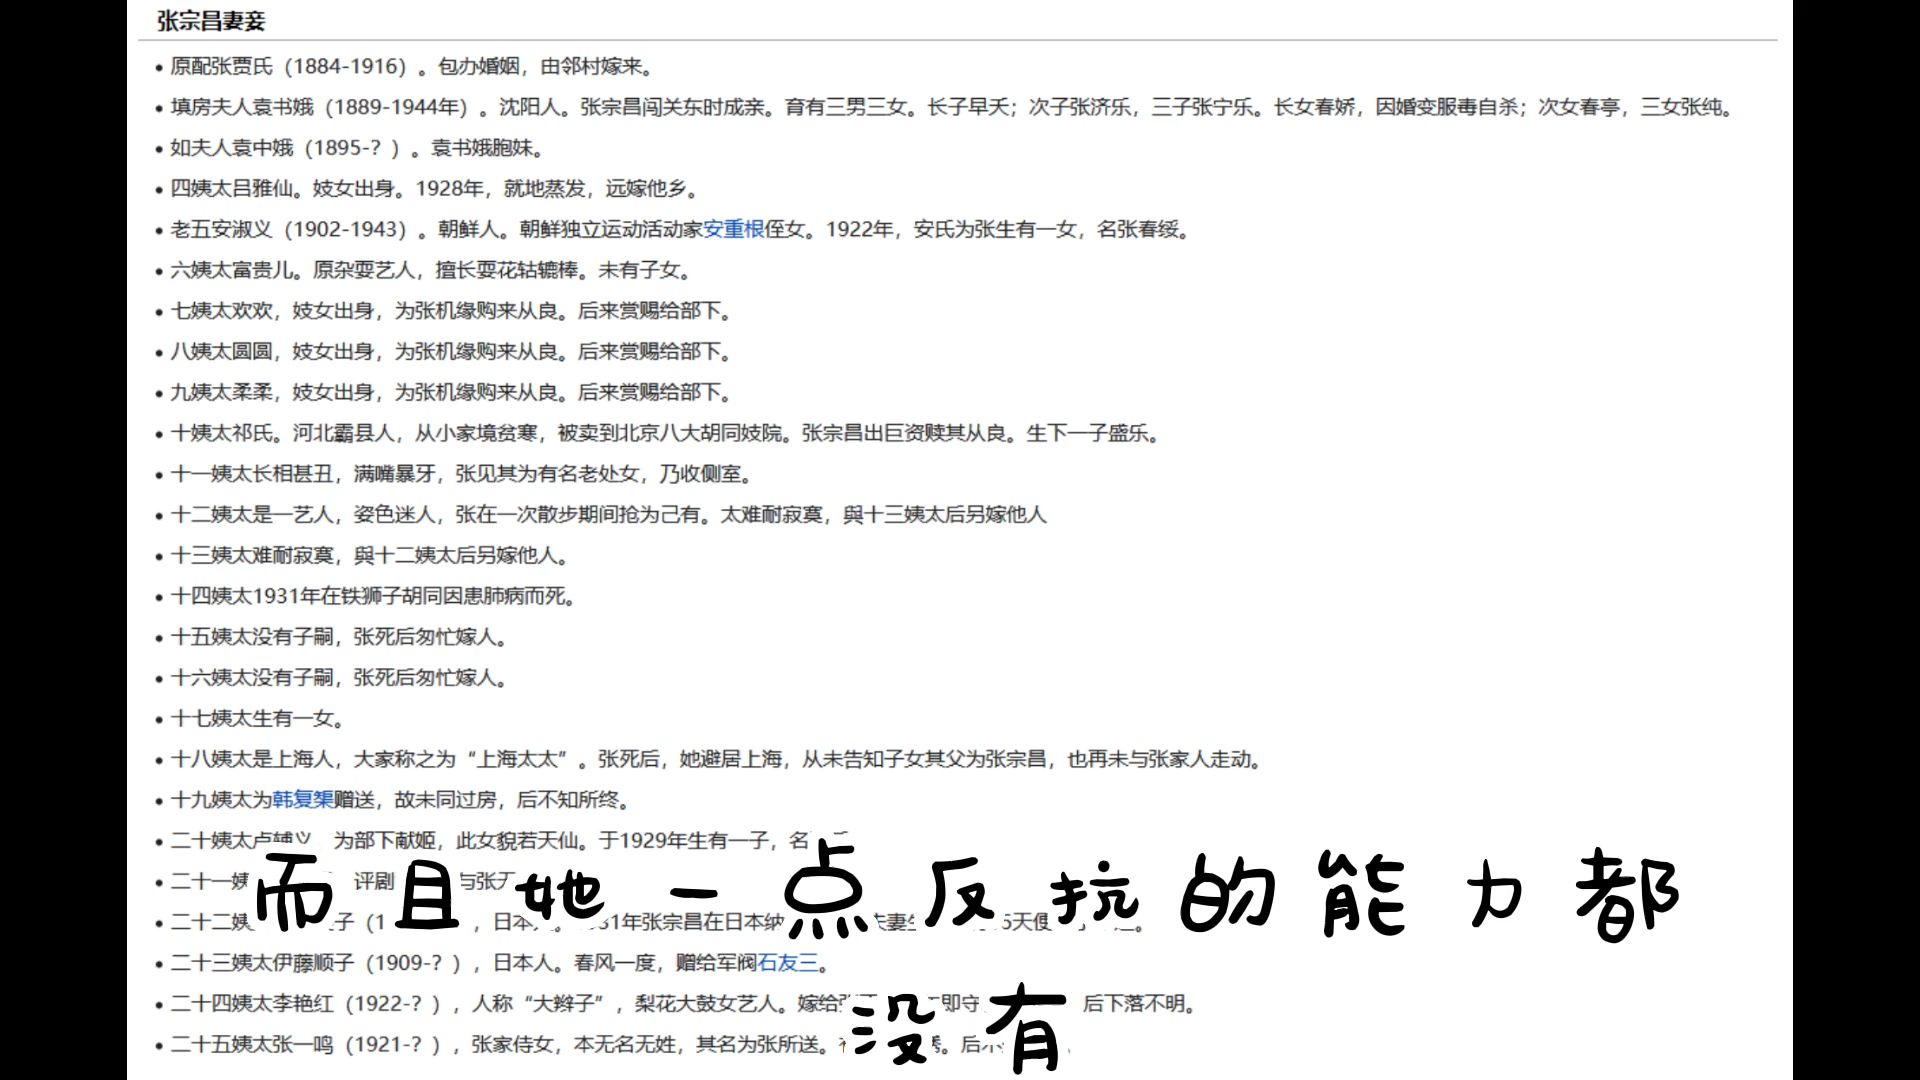 张宗昌妻妾
• 原配张贾氏（1884-1916）。包办婚姻，由邻村嫁来。
• 填房夫人袁书娥（1889-1944年）。沈阳人。张宗昌闯关东时成亲。育有三男三女。长子早夭；次子张济乐，三子张宁乐。长女春娇，因婚变服毒自杀；次女春亭，三女张纯。
• 如夫人袁中娥（1895-? ）。袁书娥胞妹。
• 四姨太吕雅仙。妓女出身。1928年，就地蒸发，远嫁他乡。
• 老五安淑义（1902-1943）。朝鲜人。朝鲜独立运动活动家安重根侄女。1922年，安氏为张生有一女，名张春绥。
• 六姨太富贵儿。原杂耍艺人，擅长耍花轱辘棒。未有子女。
• 七姨太欢欢，妓女出身，为张机缘购来从良。后来赏赐给部下。
• 八姨太圆圆，妓女出身，为张机缘购来从良。后来赏赐给部下。
• 九姨太柔柔，妓女出身，为张机缘购来从良。后来赏赐给部下。
• 十姨太祁氏。河北霸县人，从小家境贫寒，被卖到北京八大胡同妓院。张宗昌出巨资赎其从良。生下一子盛乐。
• 十一姨太长相甚丑，满嘴暴牙，张见其为有名老处女，乃收侧室。
• 十二姨太是一艺人，姿色迷人，张在一次散步期间抢为己有。太难耐寂寞，與十三姨太后另嫁他人
• 十三姨太难耐寂寞，與十二姨太后另嫁他人。
• 十四姨太1931年在铁狮子胡同因患肺病而死。
• 十五姨太没有子嗣，张死后匆忙嫁人。
• 十六姨太没有子嗣，张死后匆忙嫁人。
• 十七姨太生有一女。
• 十八姨太是上海人，大家称之为“上海太太”。张死后，她避居上海，从未告知子女其父为张宗昌，也再未与张家人走动。
• 十九姨太为韩复榘赠送，故未同过房，后不知所终。
• 二十姨太卢 为部下献姬，此女貌若天仙。于1929年生有一子，名
• 二十一姨 评剧 与张
• 二十二姨 子（1 ，日本 31年张宗昌在日本纳 夫妻 5天便
• 二十三姨太伊藤顺子（1909-? ），日本人。春风一度，赠给军阀石友三。
• 二十四姨太李艳红（1922-? ），人称“大辫子”，梨花大鼓女艺人。嫁给 即守 后下落不明。
• 二十五姨太张一鸣（1921-? ），张家侍女，本无名无姓，其名为张所送。 后
而且她一点反抗的能力都
没有